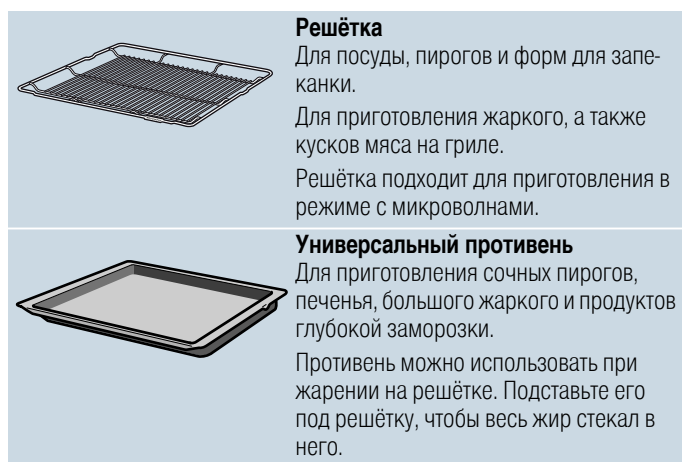 Решётка
Для посуды, пирогов и форм для запе-
канки.
Для приготовления жаркого, а также
кусков мяса на гриле.
Решётка подходит для приготовления в
режиме с микроволнами.
Универсальный противень
Для приготовления сочных пирогов,
печенья, большого жаркого и продуктов
глубокой заморозки.
Противень можно использовать при
жарении на решётке. Подставьте его
под решётку, чтобы весь жир стекал в
него.